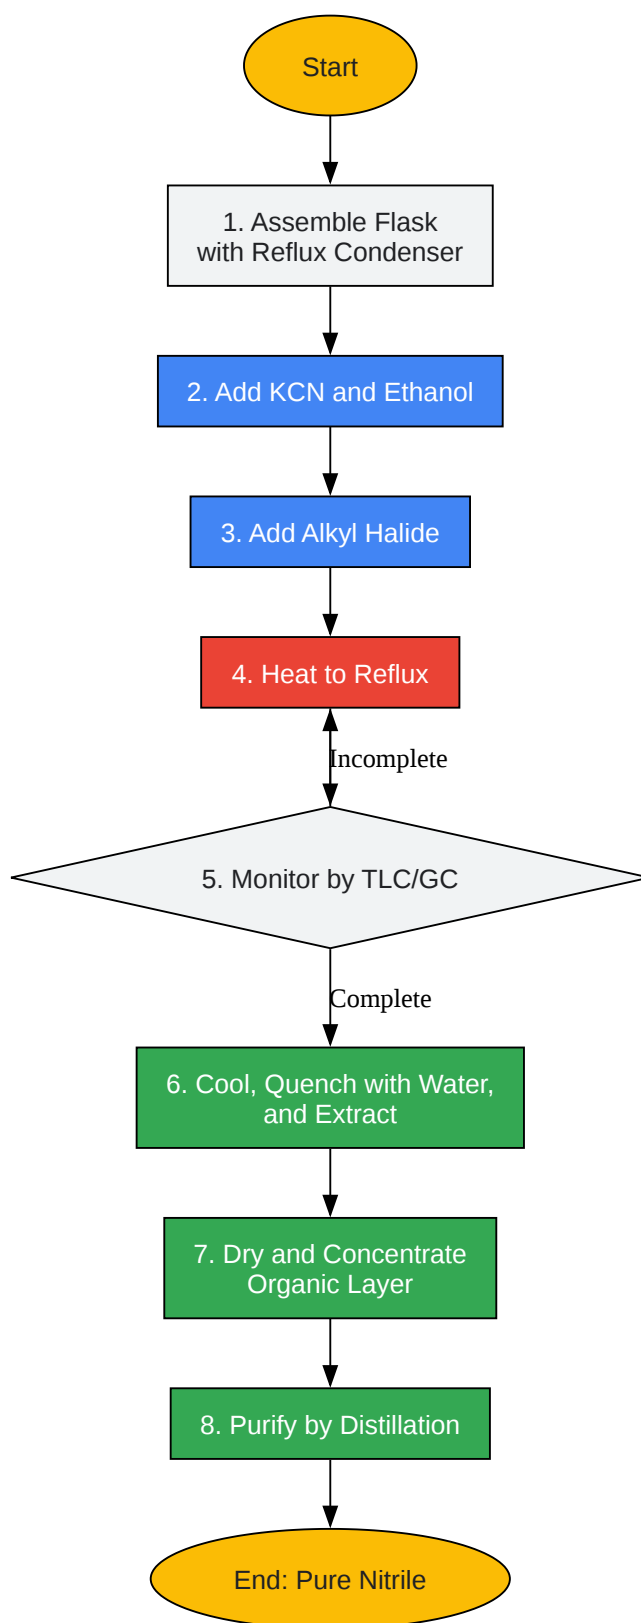 Start
1. Assemble Flask
with Reflux Condenser
2. Add KCN and Ethanol
3. Add Alkyl Halide
4. Heat to Reflux
Incomplete
5. Monitor by TLC/GC
Complete
6. Cool, Quench with Water,
and Extract
7. Dry and Concentrate
Organic Layer
8. Purify by Distillation
End: Pure Nitrile